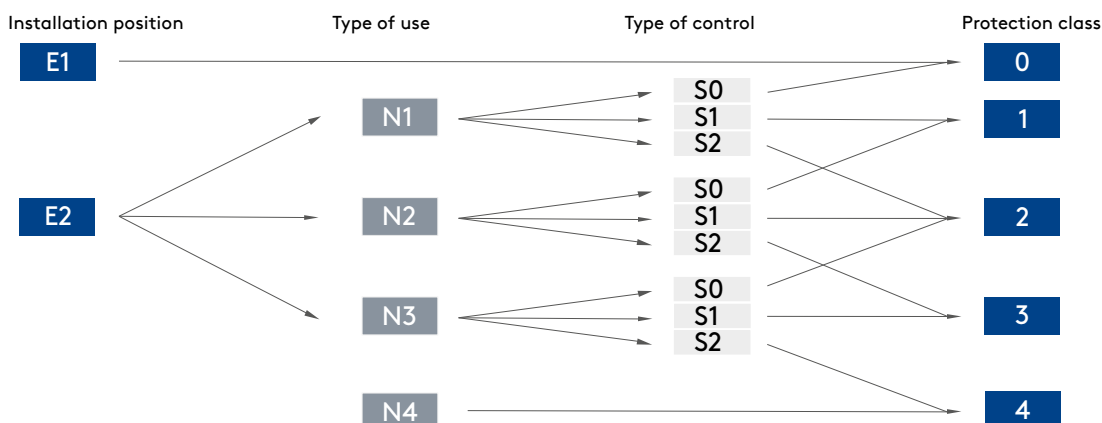 Installation position Type of use Type of control Protection class
E1 0
S0
N1 S1 1
S2
S0
E2 N2 S1 2
S2
S0
N3 S1 3
S2
N4 4